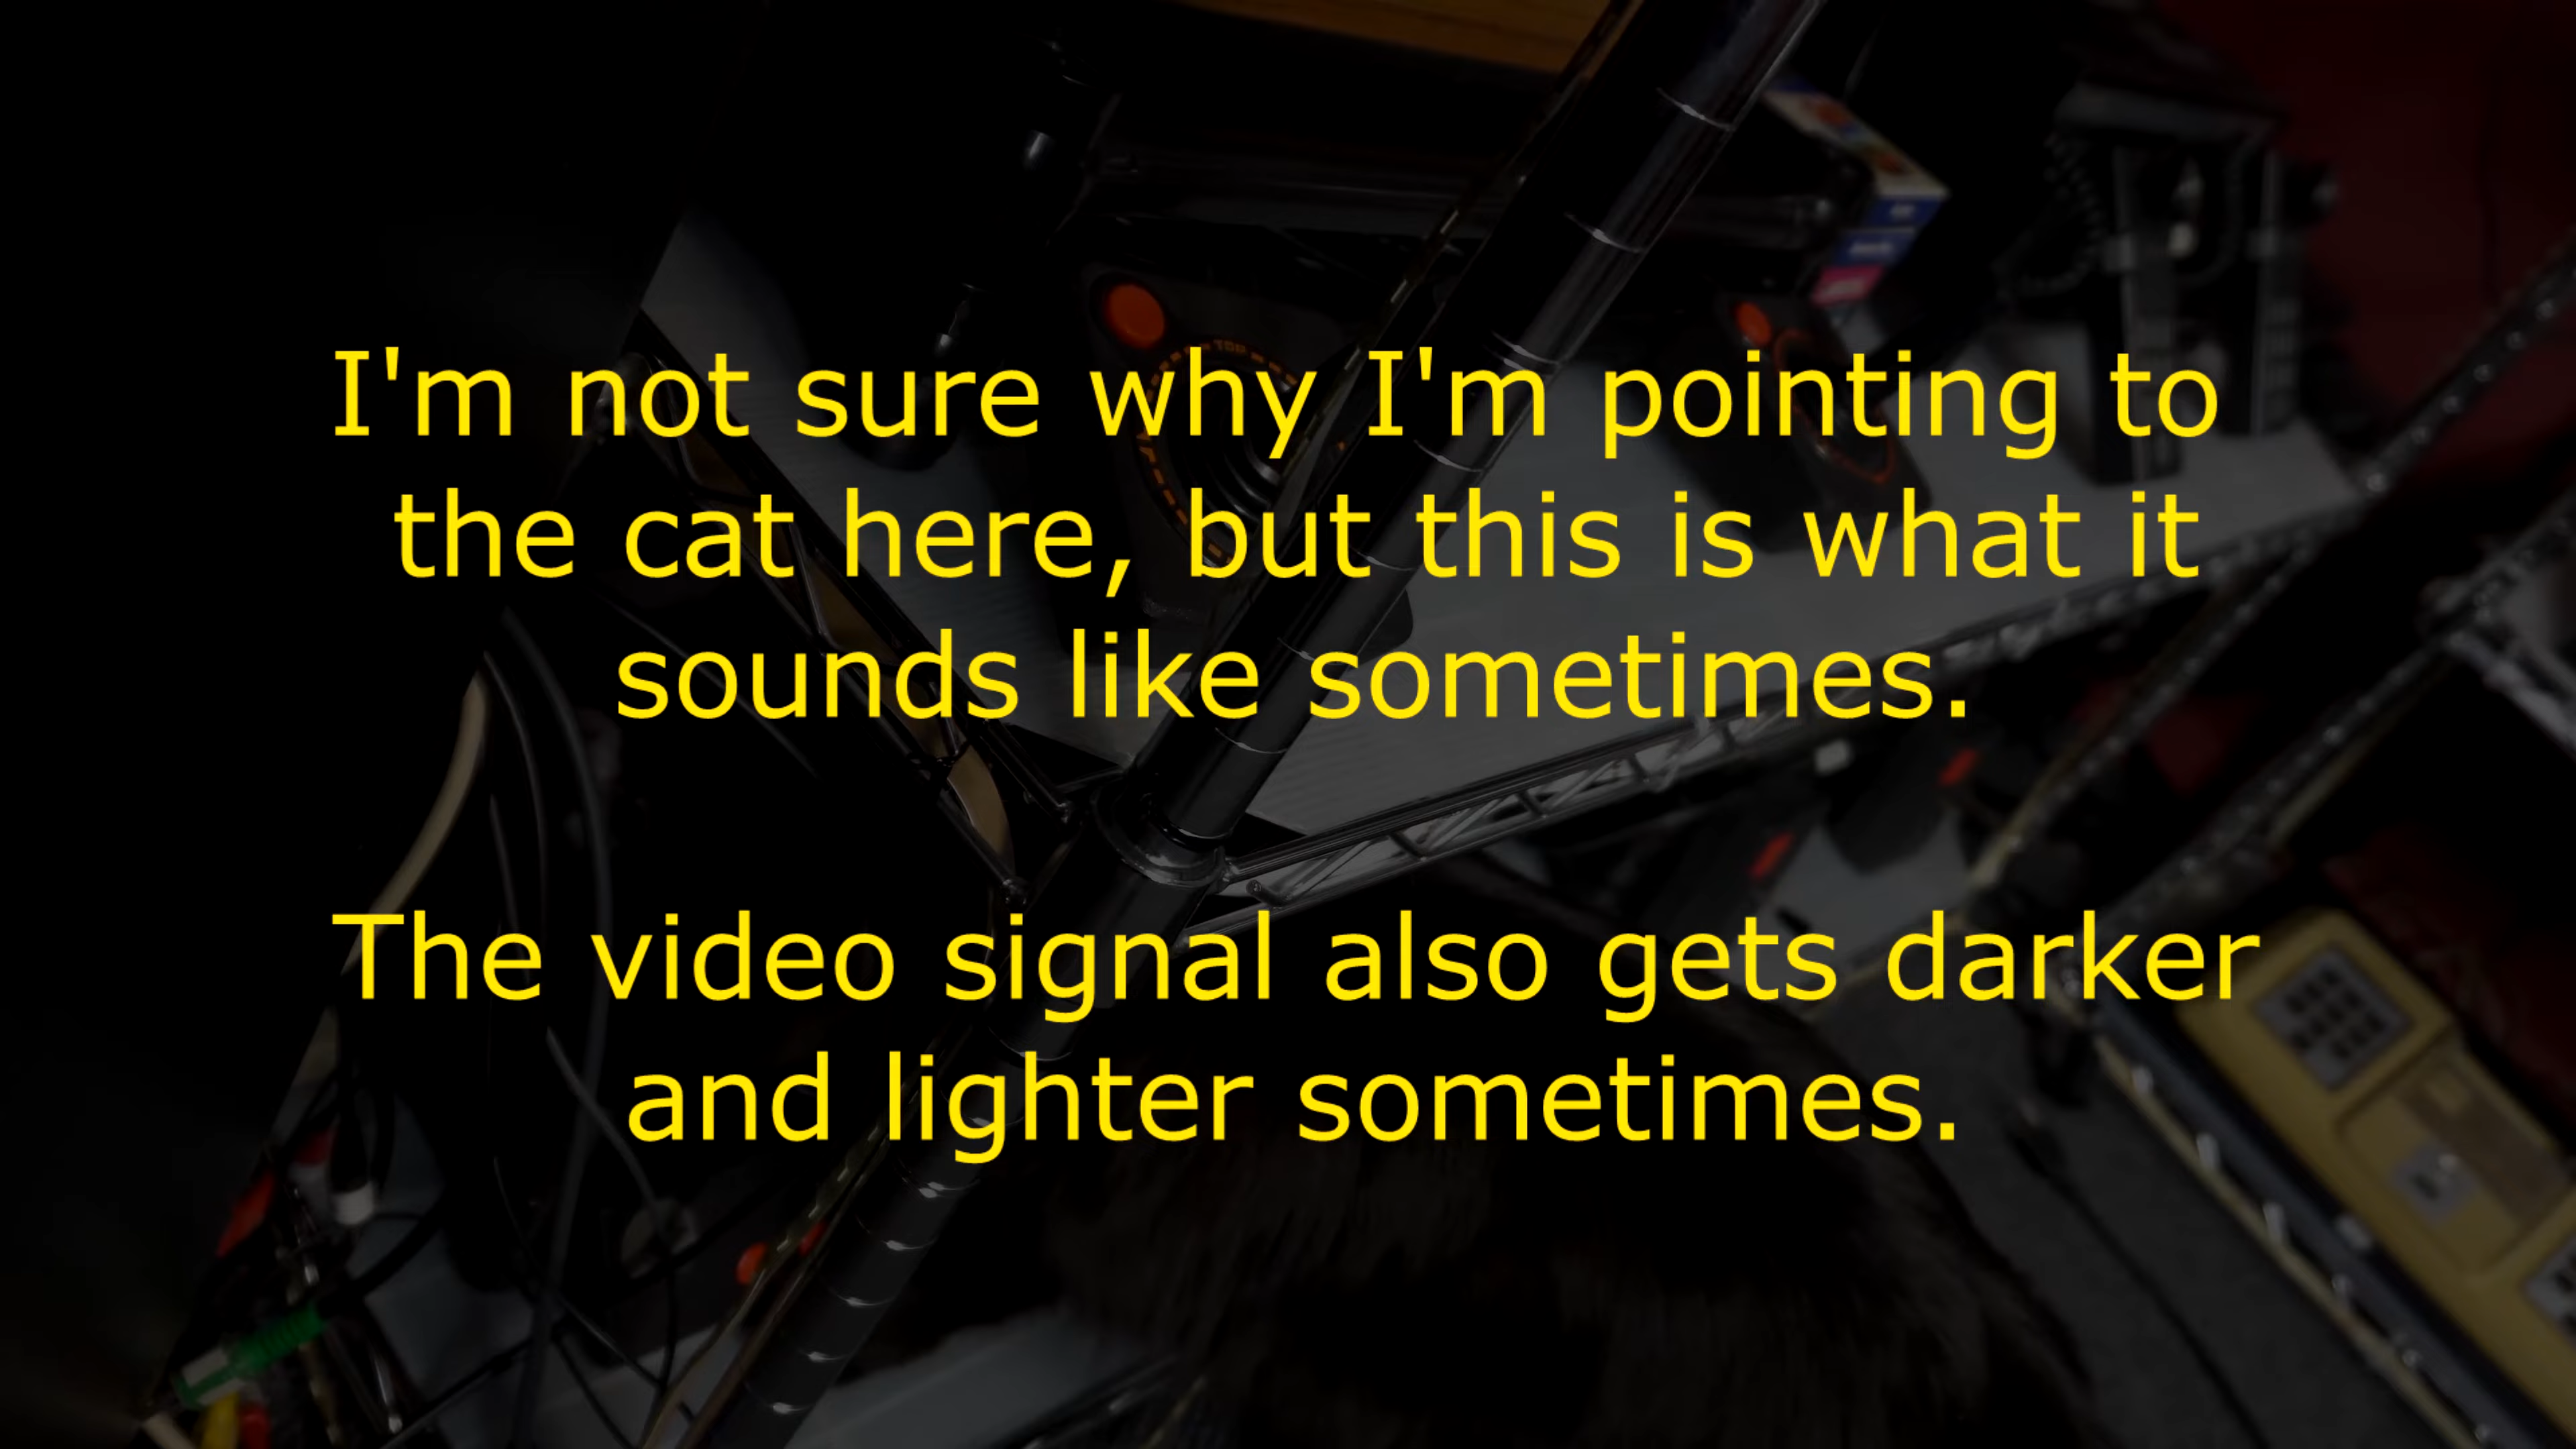 I'm not sure why I'm pointing to
the cat here, but this is what it
sounds like sometimes.
The video signal also gets darker
and lighter sometimes.
TOP